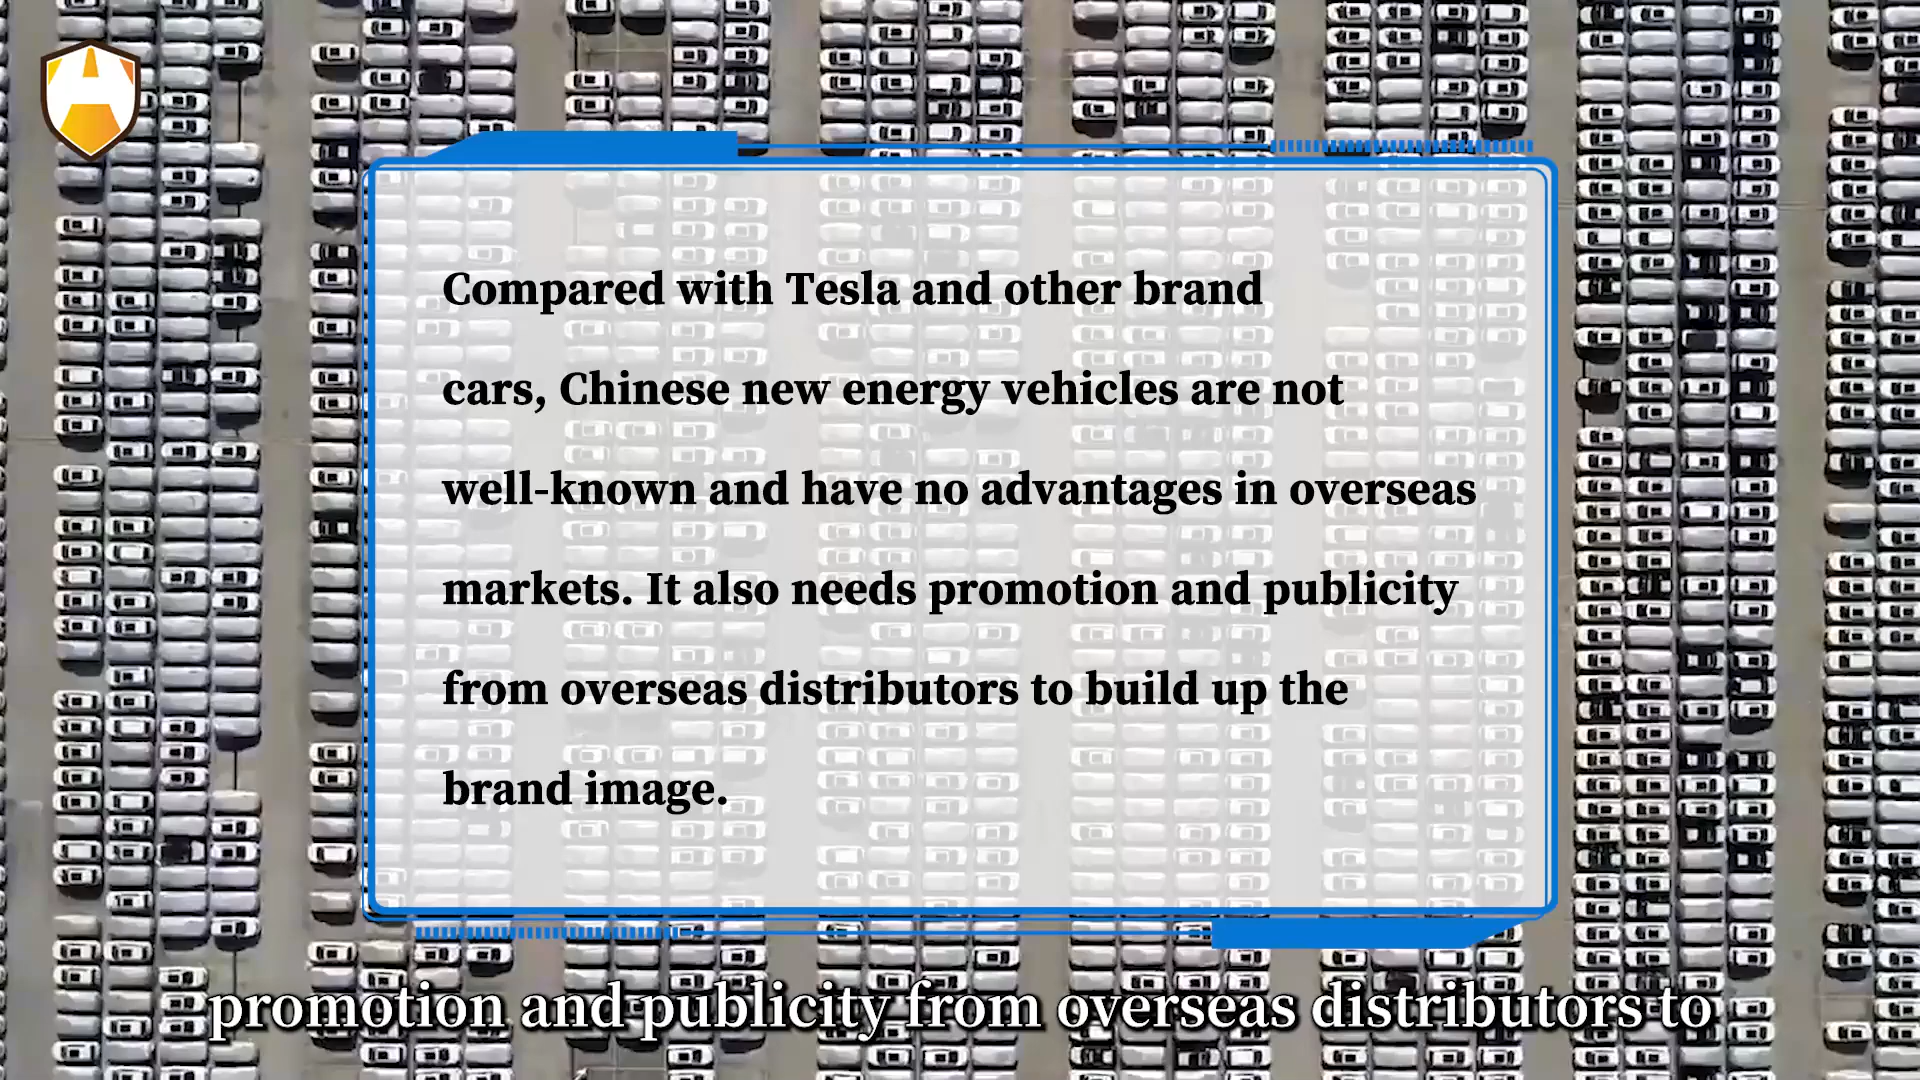 Compared with Tesla and other brand
cars, Chinese new energy vehicles are not
well-known and have no advantages in overseas
markets. It also needs promotion and publicity
from overseas distributors to build up the
brand image.
promotion and publicity from overseas distributors to